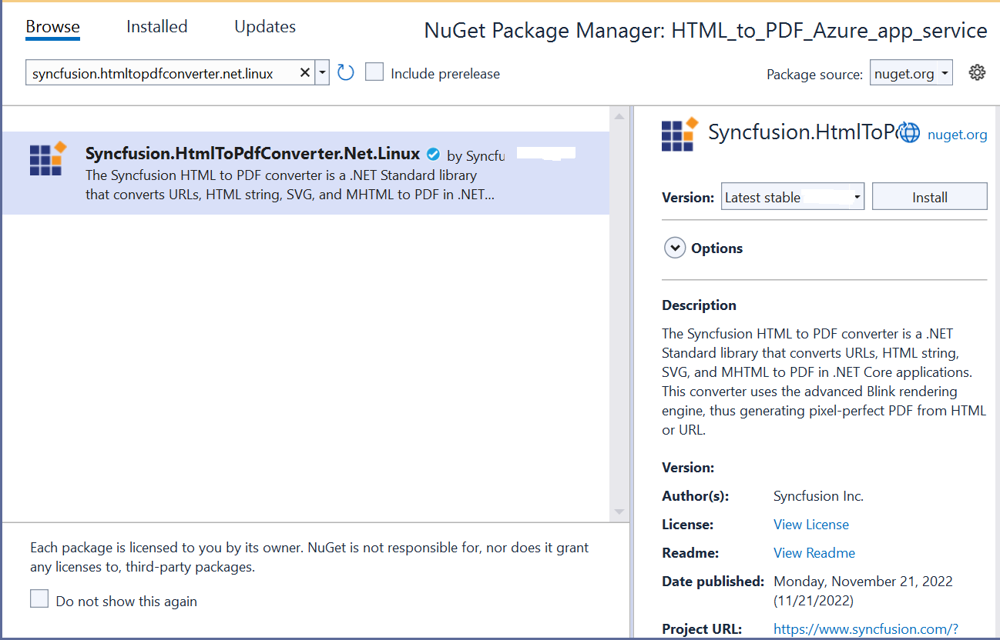 Browse Installed Updates NuGet Package Manager: HTML_to_PDF_Azure_app_service
syncfusion.htmltopdfconverter.net.linux Include prerelease Package source: nuget.org
Syncfusion.HtmlToPdfConverter.Net.Linux by Syncfu
The Syncfusion HTML to PDF converter is a .NET Standard library
that converts URLs, HTML string, SVG, and MHTML to PDF in .NET...
Each package is licensed to you by its owner. NuGet is not responsible for, nor does it grant
any licenses to, third-party packages.
Do not show this again
Syncfusion.HtmlToP nuget.org
Version: Latest stable Install
Options
Description
The Syncfusion HTML to PDF converter is a .NET
Standard library that converts URLs, HTML string,
SVG, and MHTML to PDF in .NET Core applications.
This converter uses the advanced Blink rendering
engine, thus generating pixel-perfect PDF from HTML
or URL.
Version:
Author(s): Syncfusion Inc.
License: View License
Readme: View Readme
Date published: Monday, November 21, 2022
(11/21/2022)
Project URL: https://www.syncfusion.com/?